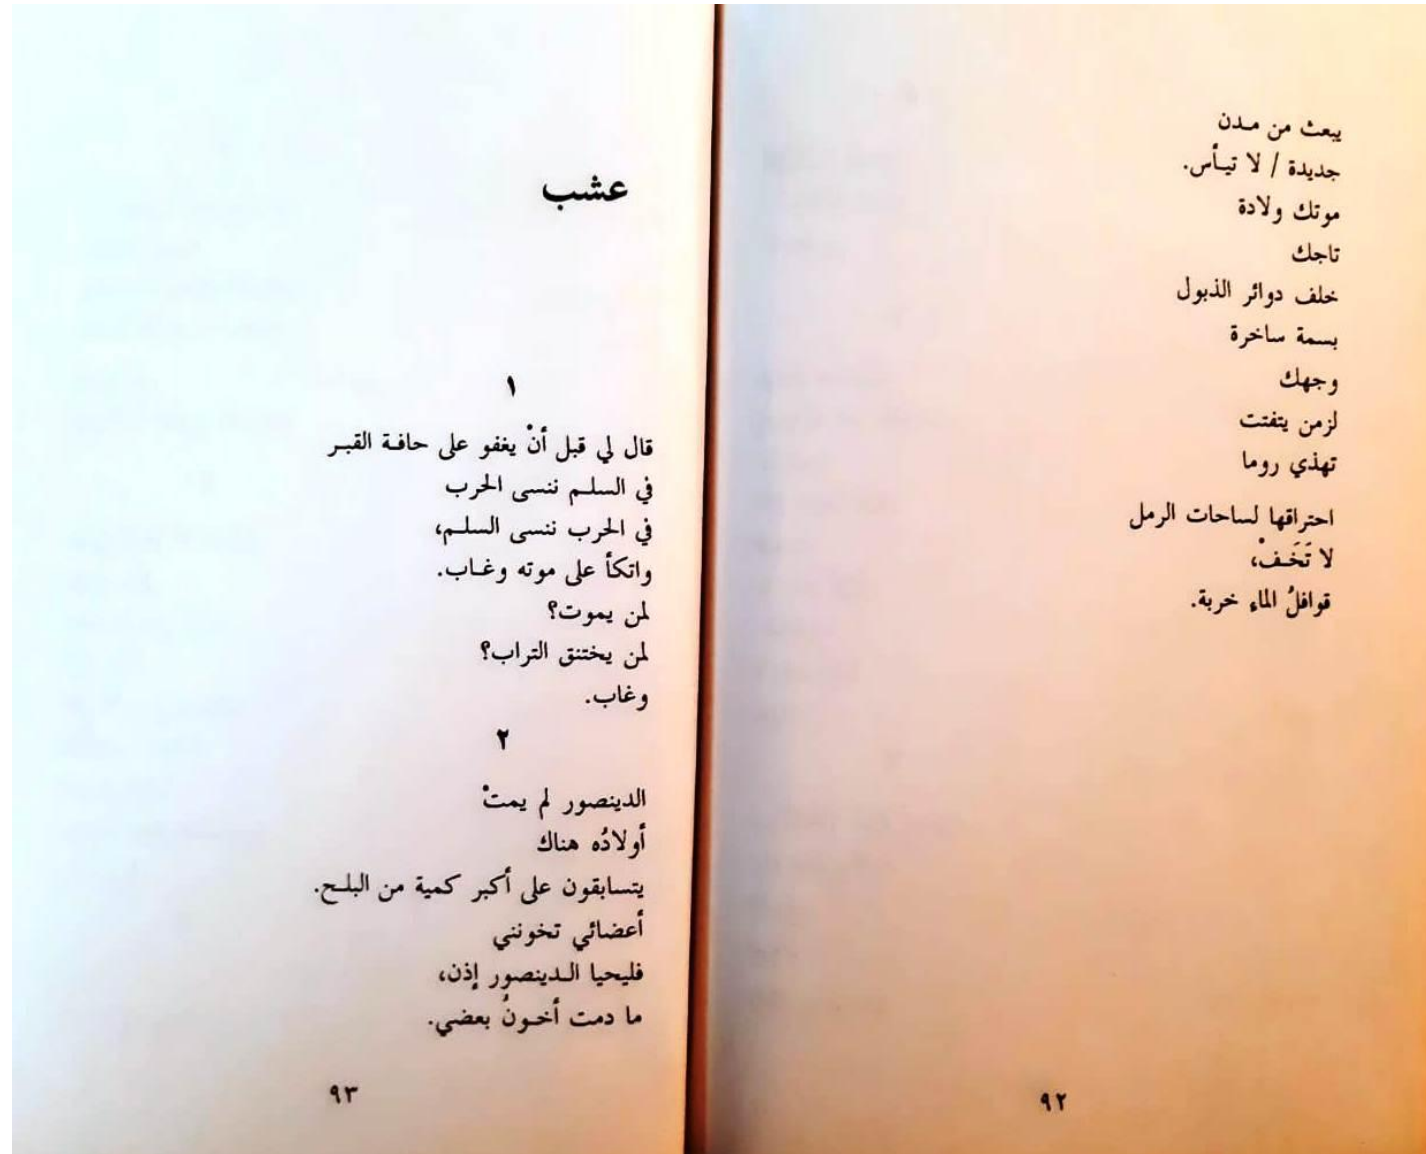 يبعث من مدن
جديدة / لا تيأس.
موتك ولادة
تاجك
خلف دوائر الذبول
بسمة ساخرة
وجهك
لزمن يتفتت
تهذي روما
احتراقها لساحات الرمل
لا تَخَفْ،
قوافلُ الماءِ خربة.
٩٢
عشب
١
قال لي قبل أنْ يغفو على حافة القبر
في السلم ننسى الحرب
في الحرب ننسى السلم،
واتكأ على موته وغاب.
لمن يموت؟
لمن يختنق التراب؟
وغاب.
٢
الدينصور لم يمتْ
أولادُه هناك
يتسابقون على أكبر كمية من البلح.
أعضائي تخونني
فليحيا الدينصور إذن،
ما دمت أخونُ بعضي.
٩٣